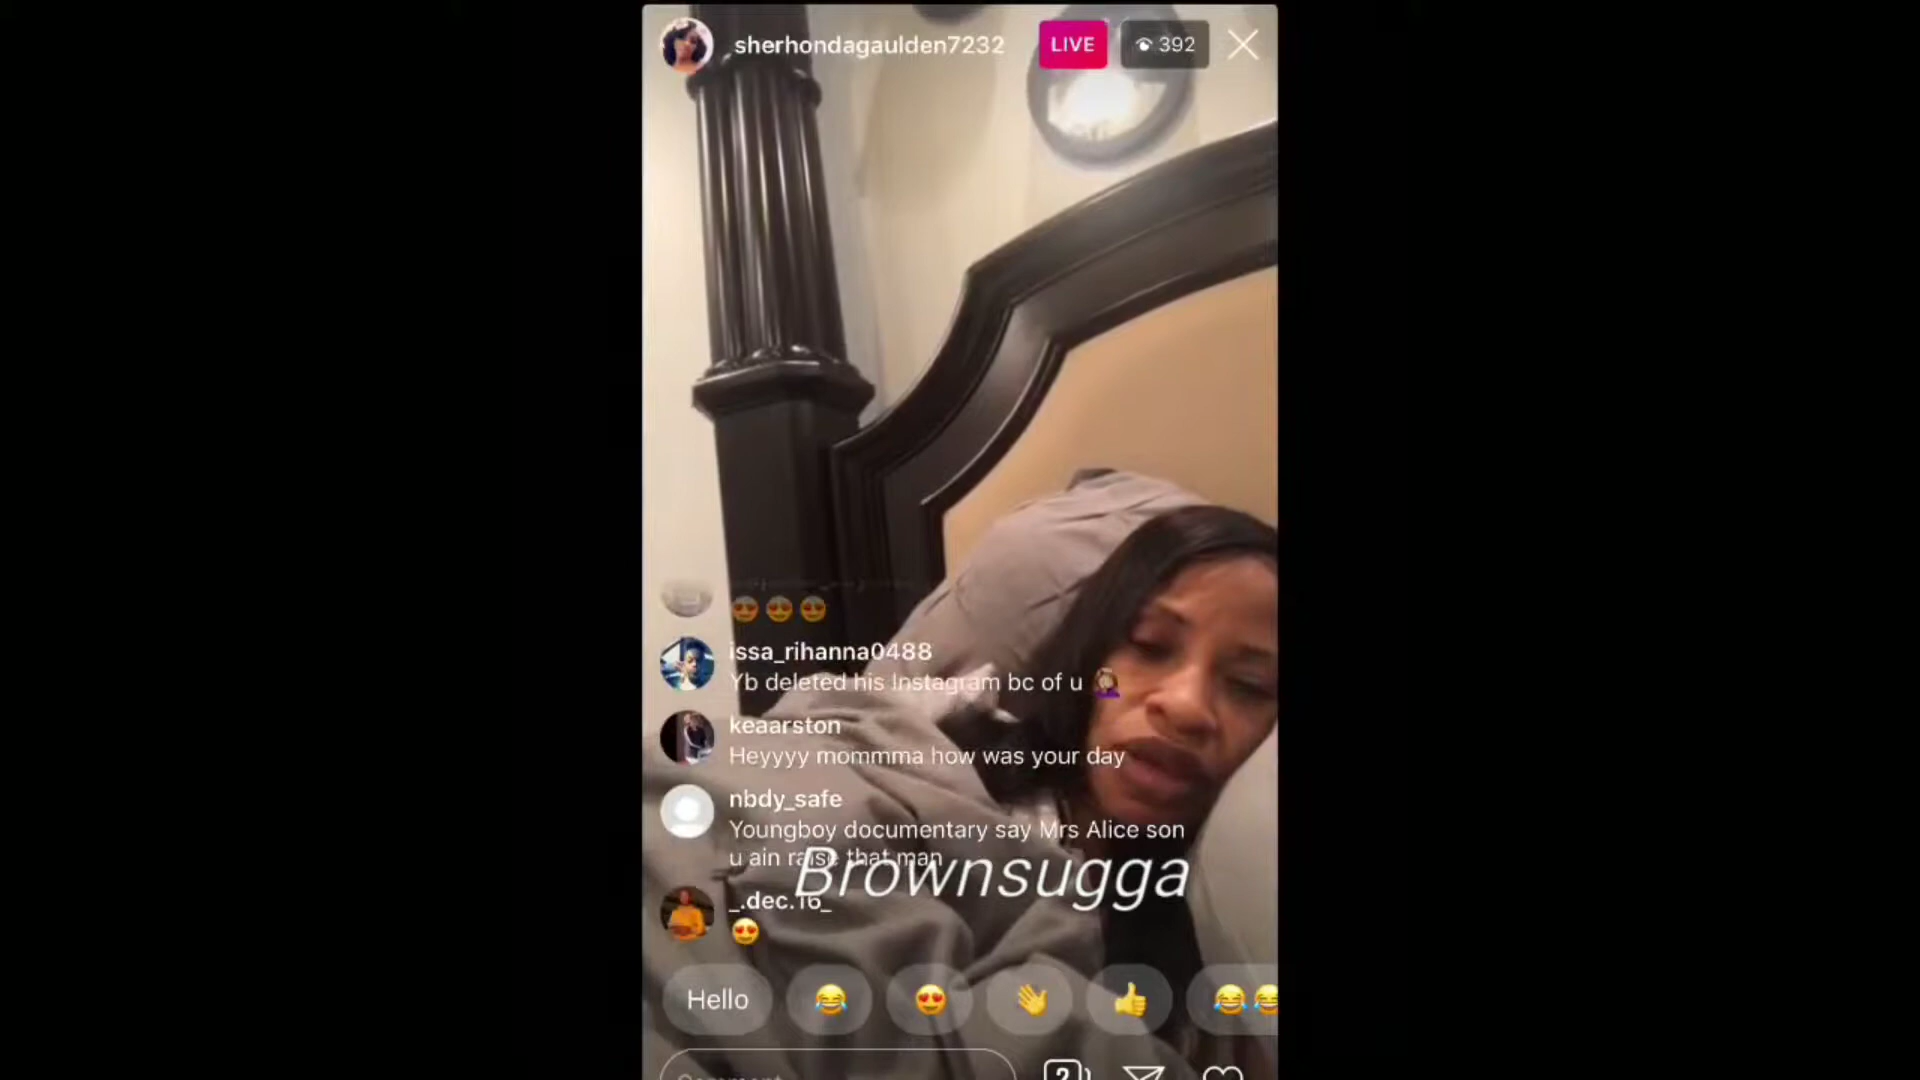 sherhondagaulden7232
LIVE
392
issa_rihanna0488
Yb deleted his Instagram bc of u
keaarston
Heyyyy mommma how was your day
nbdy_safe
Youngboy documentary say Mrs Alice son
u ain raise that man
Brownsugga
_.dec.16_
Hello
2